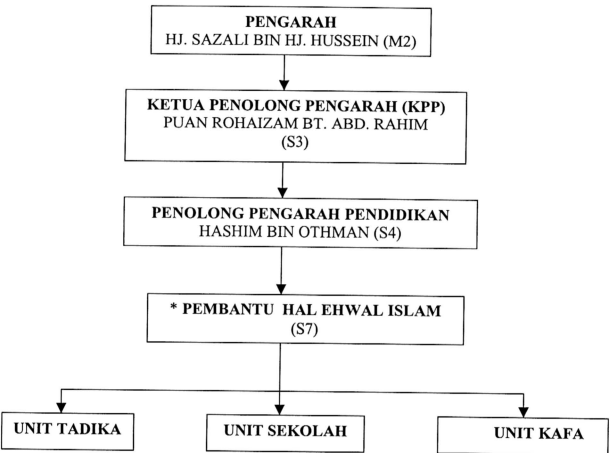 PENGARAH
HJ. SAZALI BIN HJ. HUSSEIN (M2)
KETUA PENOLONG PENGARAH (KPP)
PUAN ROHAIZAM BT. ABD. RAHIM
(S3)
PENOLONG PENGARAH PENDIDIKAN
HASHIM BIN OTHMAN (S4)
* PEMBANTU HAL EHWAL ISLAM
(S7)
UNIT TADIKA
UNIT SEKOLAH
UNIT KAFA